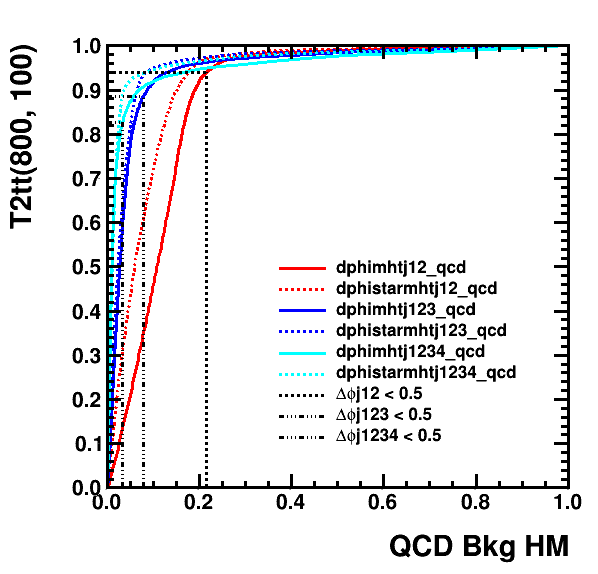 T2tt(800, 100)
1.0
0.9
0.8
0.7
0.6
0.5
0.4
0.3
0.2
0.1
0.0
dphimhtj12_qcd
dphistarmhtj12_qcd
dphimhtj123_qcd
dphistarmhtj123_qcd
dphimhtj1234_qcd
dphistarmhtj1234_qcd
Δϕj12 < 0.5
Δϕj123 < 0.5
Δϕj1234 < 0.5
0.0 0.2 0.4 0.6 0.8 1.0
QCD Bkg HM